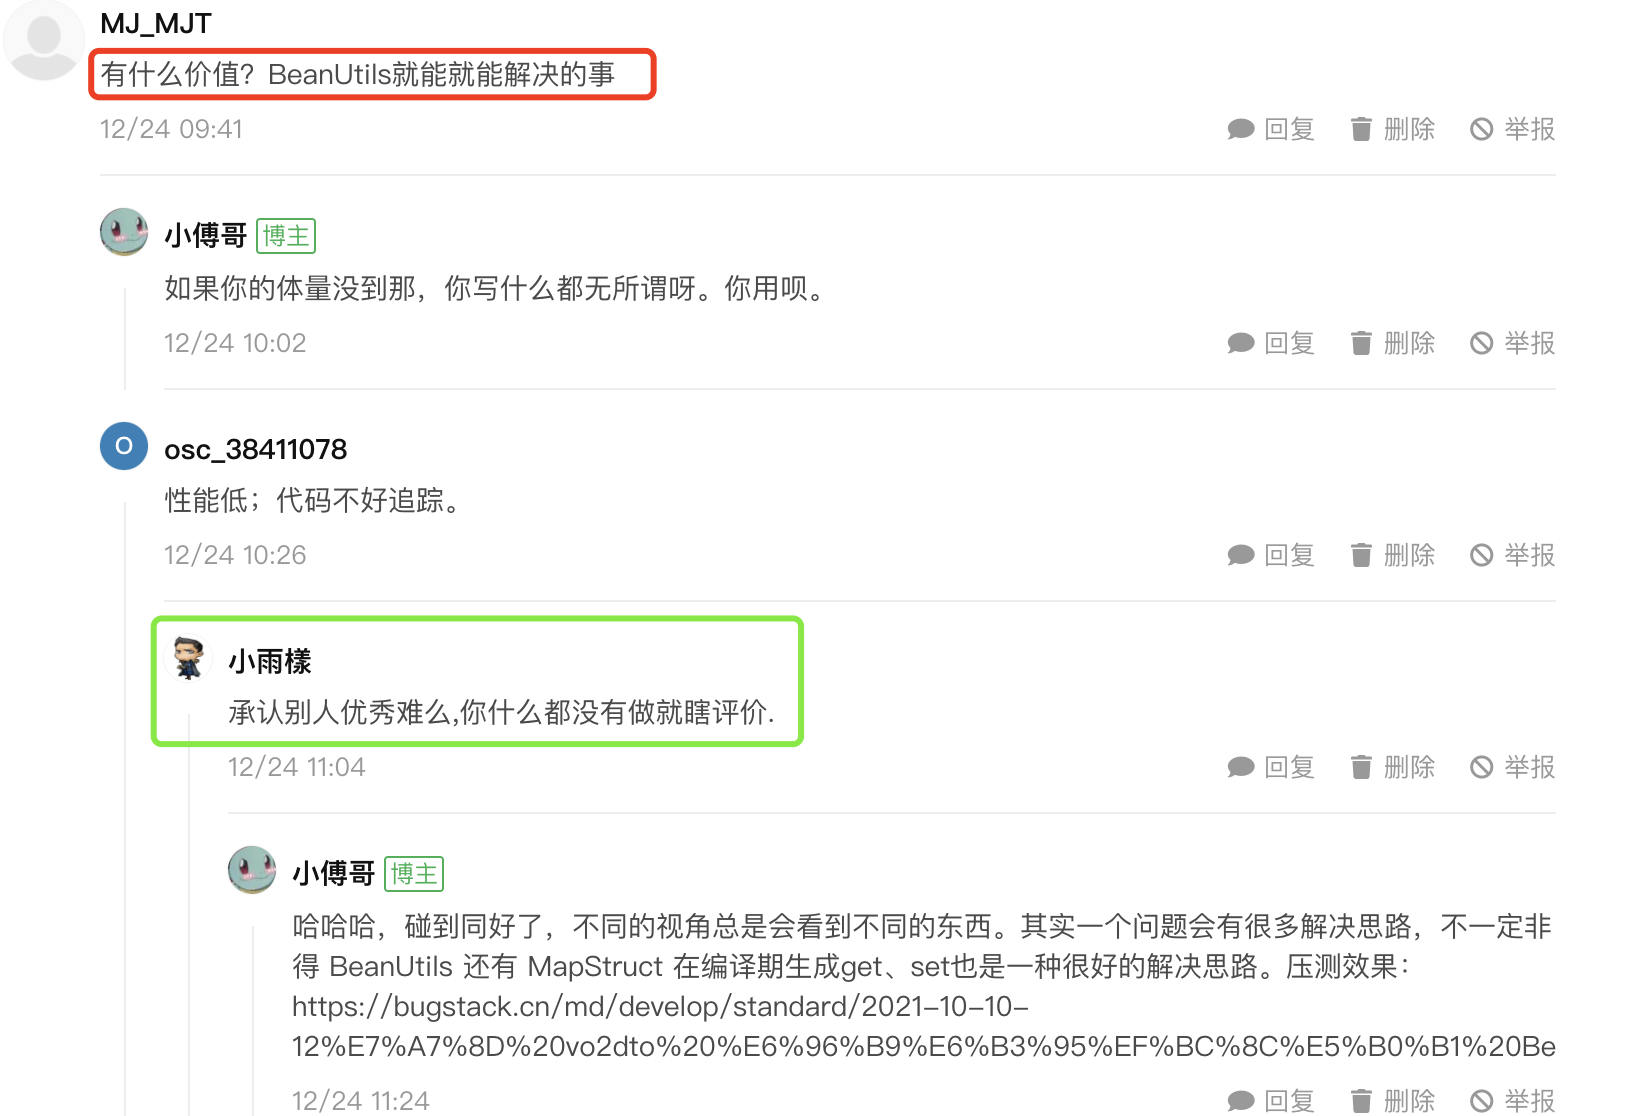 MJ_MJT
有什么价值？BeanUtils就能就能解决的事
12/24 09:41 回复 删除 举报
小傅哥 博主
如果你的体量没到那，你写什么都无所谓呀。你用呗。
12/24 10:02 回复 删除 举报
O osc_38411078
性能低；代码不好追踪。
12/24 10:26 回复 删除 举报
小雨樣
承认别人优秀难么,你什么都没有做就瞎评价.
12/24 11:04 回复 删除 举报
小傅哥 博主
哈哈哈，碰到同好了，不同的视角总是会看到不同的东西。其实一个问题会有很多解决思路，不一定非
得 BeanUtils 还有 MapStruct 在编译期生成get、set也是一种很好的解决思路。压测效果：
https://bugstack.cn/md/develop/standard/2021-10-10-
12%E7%A7%8D%20vo2dto%20%E6%96%B9%E6%B3%95%EF%BC%8C%E5%B0%B1%20Be
12/24 11:24 回复 删除 举报